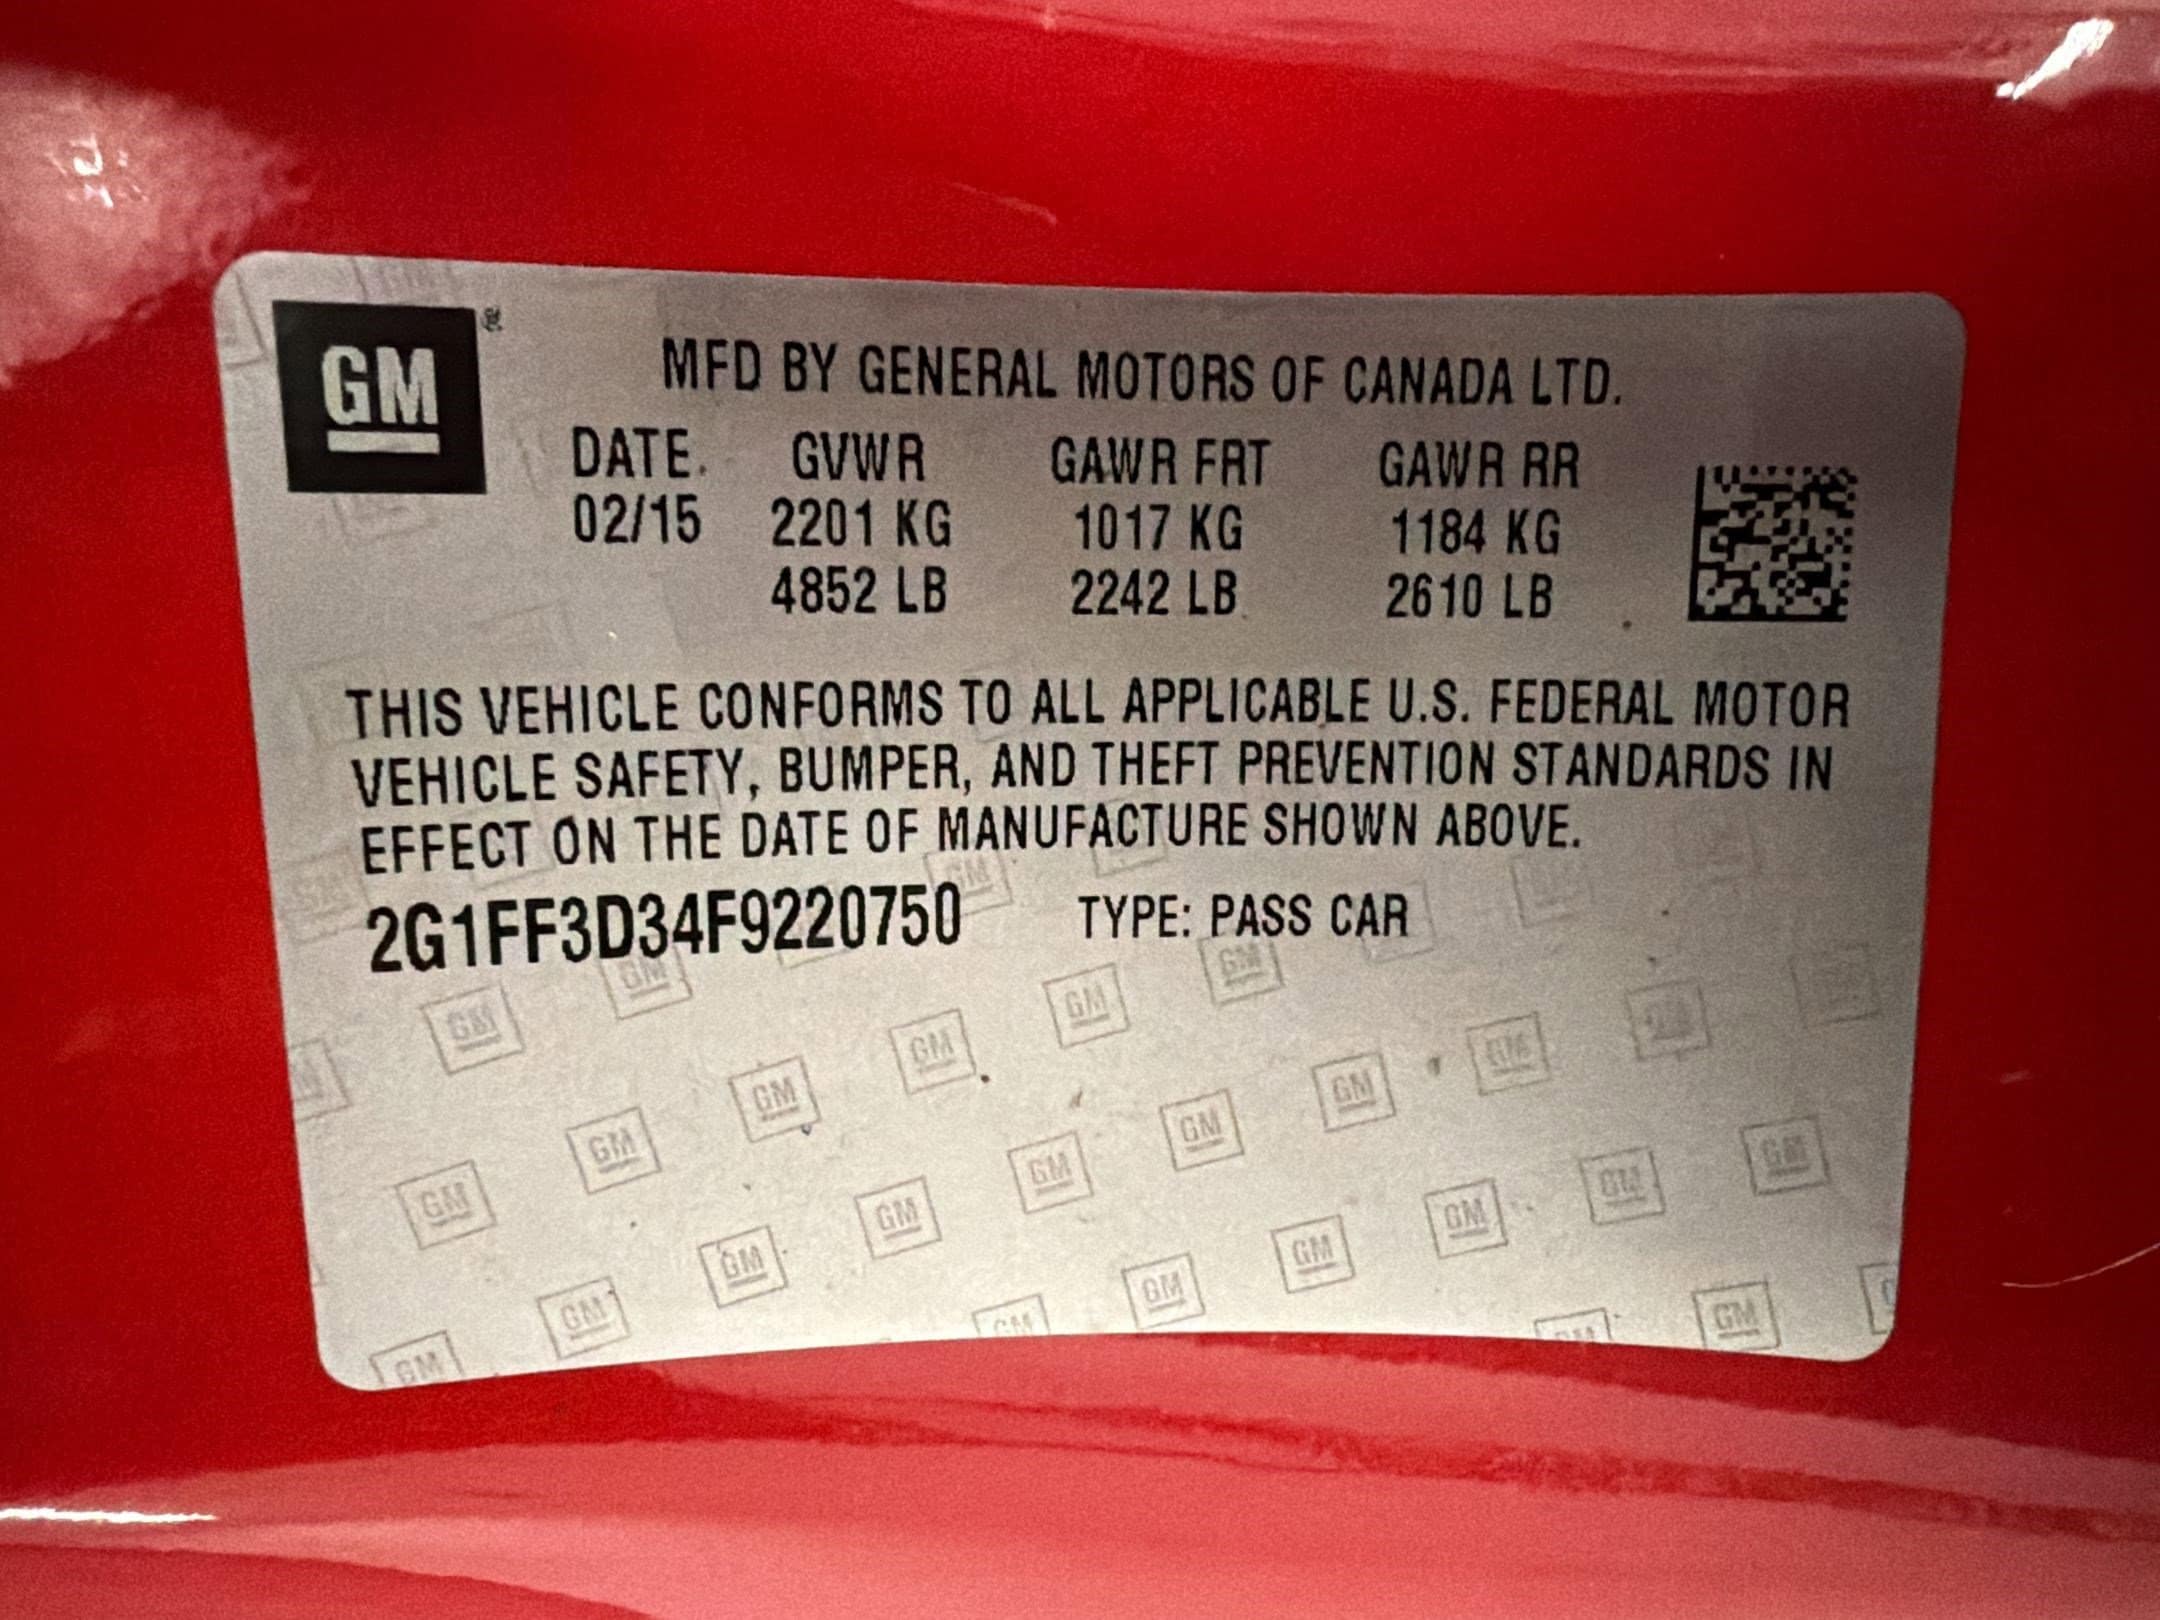 GM
MFD BY GENERAL MOTORS OF CANADA LTD.
DATE. GVWR GAWR FRT GAWR RR
02/15 2201 KG 1017 KG 1184 KG
4852 LB 2242 LB 2610 LB
THIS VEHICLE CONFORMS TO ALL APPLICABLE U.S. FEDERAL MOTOR
VEHICLE SAFETY, BUMPER, AND THEFT PREVENTION STANDARDS IN
EFFECT ON THE DATE OF MANUFACTURE SHOWN ABOVE.
2G1FF3D34F9220750 TYPE: PASS CAR